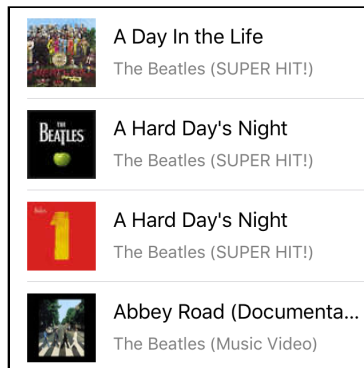 A Day In the Life
The Beatles (SUPER HIT!)
THE
BEATLES
A Hard Day's Night
The Beatles (SUPER HIT!)
1
A Hard Day's Night
The Beatles (SUPER HIT!)
Abbey Road (Documenta...
The Beatles (Music Video)